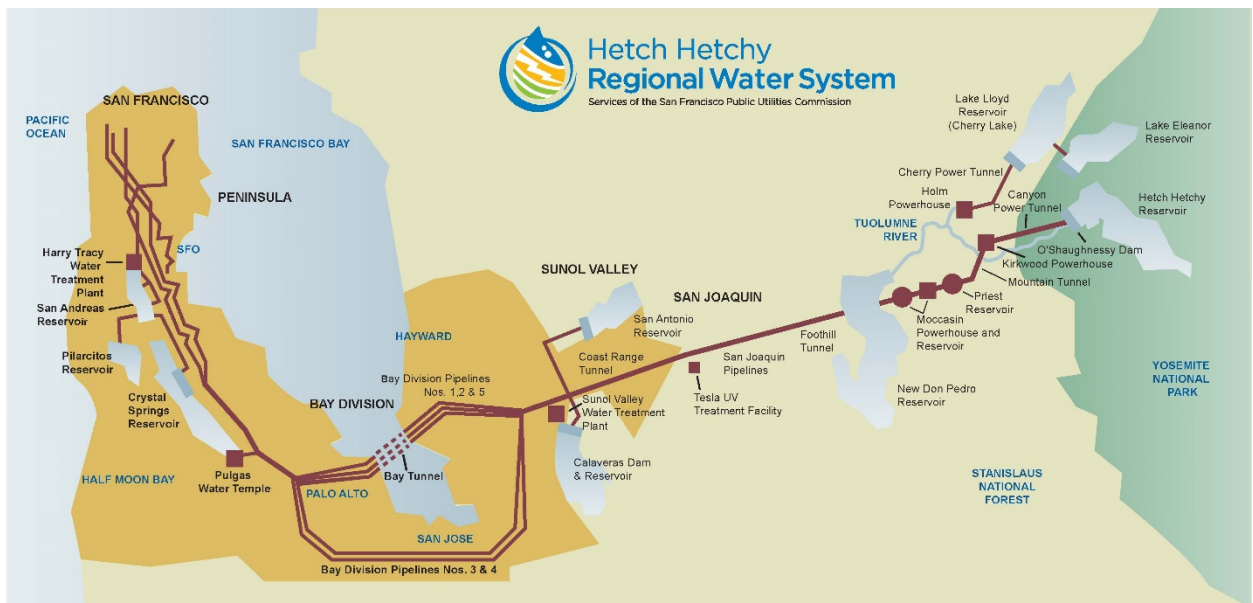 Hetch Hetchy
Regional Water System
Services of the San Francisco Public Utilities Commission
SAN FRANCISCO
PACIFIC
OCEAN
SAN FRANCISCO BAY
PENINSULA
SFO
Harry Tracy
Water
Treatment
Plant
San Andreas
Reservoir
Pilarcitos
Reservoir
Crystal
Springs
Reservoir
HALF MOON BAY
Pulgas
Water Temple
PALO ALTO
SAN JOSE
Bay Division Pipelines Nos. 3 & 4
Bay Tunnel
BAY DIVISION
Bay Division Pipelines
Nos. 1,2 & 5
HAYWARD
SUNOL VALLEY
San Antonio
Reservoir
Coast Range
Tunnel
Sunol Valley
Water Treatment
Plant
Calaveras Dam
& Reservoir
SAN JOAQUIN
San Joaquin
Pipelines
Tesla UV
Treatment Facility
Foothill
Tunnel
New Don Pedro
Reservoir
Moccasin
Powerhouse and
Reservoir
Priest
Reservoir
Mountain Tunnel
Kirkwood Powerhouse
O'Shaughnessy Dam
TUOLUMNE
RIVER
Holm
Powerhouse
Cherry Power Tunnel
Canyon
Power Tunnel
Lake Lloyd
Reservoir
(Cherry Lake)
Lake Eleanor
Reservoir
Hetch Hetchy
Reservoir
YOSEMITE
NATIONAL
PARK
STANISLAUS
NATIONAL
FOREST